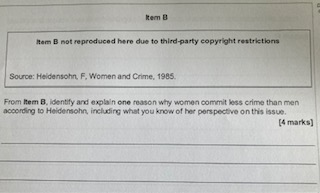 Item B
Item B not reproduced here due to third-party copyright restrictions
Source: Heidensohn, F, Women and Crime, 1985.
From Item B, identify and explain one reason why women commit less crime than men
according to Heidensohn, including what you know of her perspective on this issue.
[4 marks]